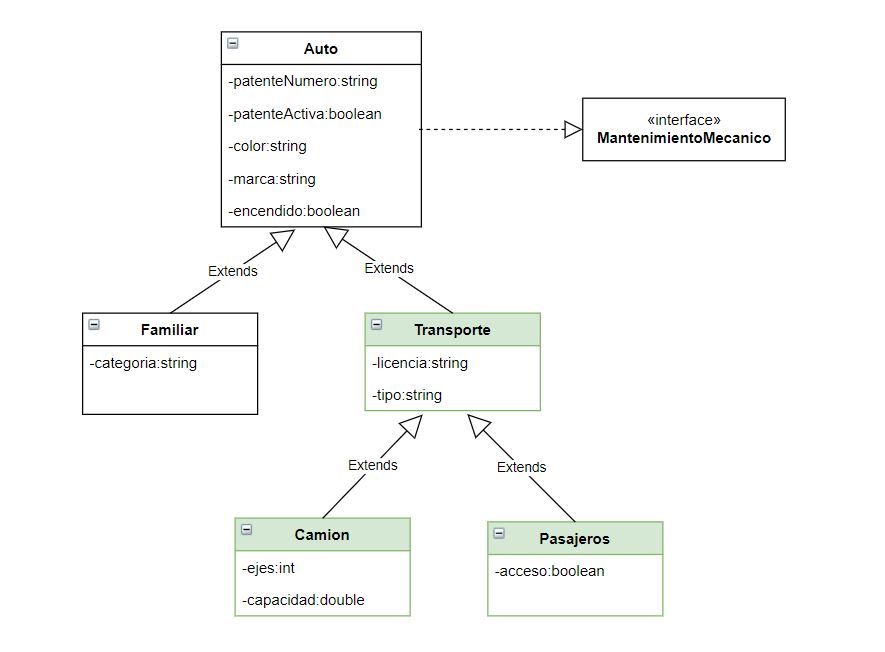 Auto
-patenteNumero:string
-patenteActiva:boolean
-color:string
-marca:string
-encendido:boolean
«interface»
MantenimientoMecanico
Extends
Extends
Familiar
-categoria:string
Transporte
-licencia:string
-tipo:string
Extends
Extends
Camion
-ejes:int
-capacidad:double
Pasajeros
-acceso:boolean